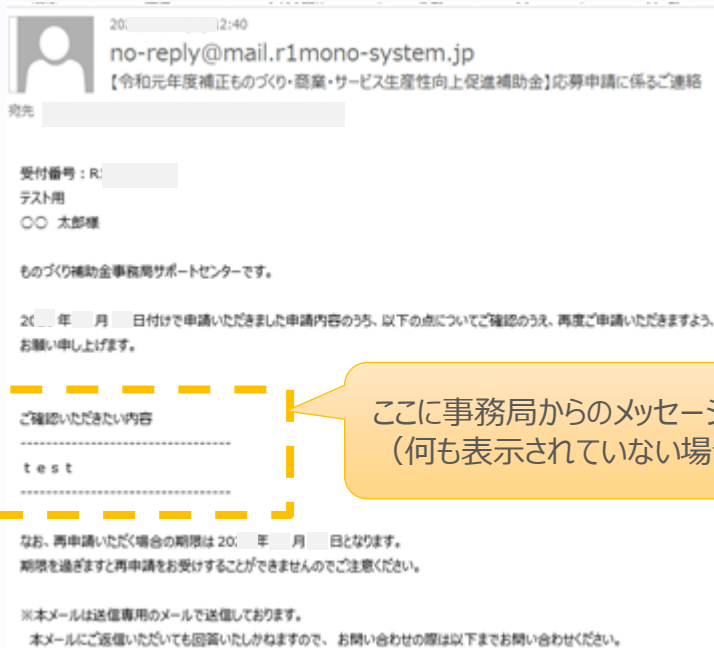 20 2:40
no-reply@mail.r1mono-system.jp
【令和元年度補正ものづくり・商業・サービス生産性向上促進補助金】応募申請に係るご連絡
宛先
受付番号:R
テスト用
○○ 太郎様
ものづくり補助金事務局サポートセンターです。
20 年 月 日付けで申請いただきました申請内容のうち、以下の点についてご確認のうえ、再度ご申請いただきますよう、
お願い申し上げます。
ここに事務局からのメッセー
(何も表示されていない場
ご確認いただきたい内容
---------------------------------
test
---------------------------------
なお、再申請いただく場合の期限は 202 年 月 日となります。
期限を過ぎますと再申請をお受けすることができませんのでご注意ください。
※本メールは送信専用のメールで送信しております。
本メールにご返信いただいても回答いたしかねますので、お問い合わせの際は以下までお問い合わせください。